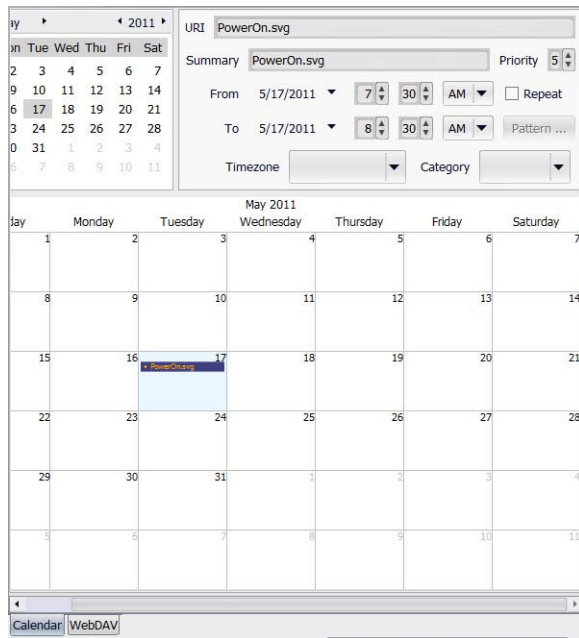 ay 2011
on Tue Wed Thu Fri Sat
2 3 4 5 6 7
9 10 11 12 13 14
6 17 18 19 20 21
3 24 25 26 27 28
0 31 1 2 3 4
6 7 8 9 10 11
URI PowerOn.svg
Summary PowerOn.svg Priority 5
From 5/17/2011 7 30 AM Repeat
To 5/17/2011 8 30 AM Pattern ...
Timezone Category
May 2011
day Monday Tuesday Wednesday Thursday Friday Saturday
1 2 3 4 5 6 7
8 9 10 11 12 13 14
15 16 17 18 19 20 21
PowerOn.svg
22 23 24 25 26 27 28
29 30 31 1 2 3 4
5 6 7 8 9 10 11
Calendar WebDAV